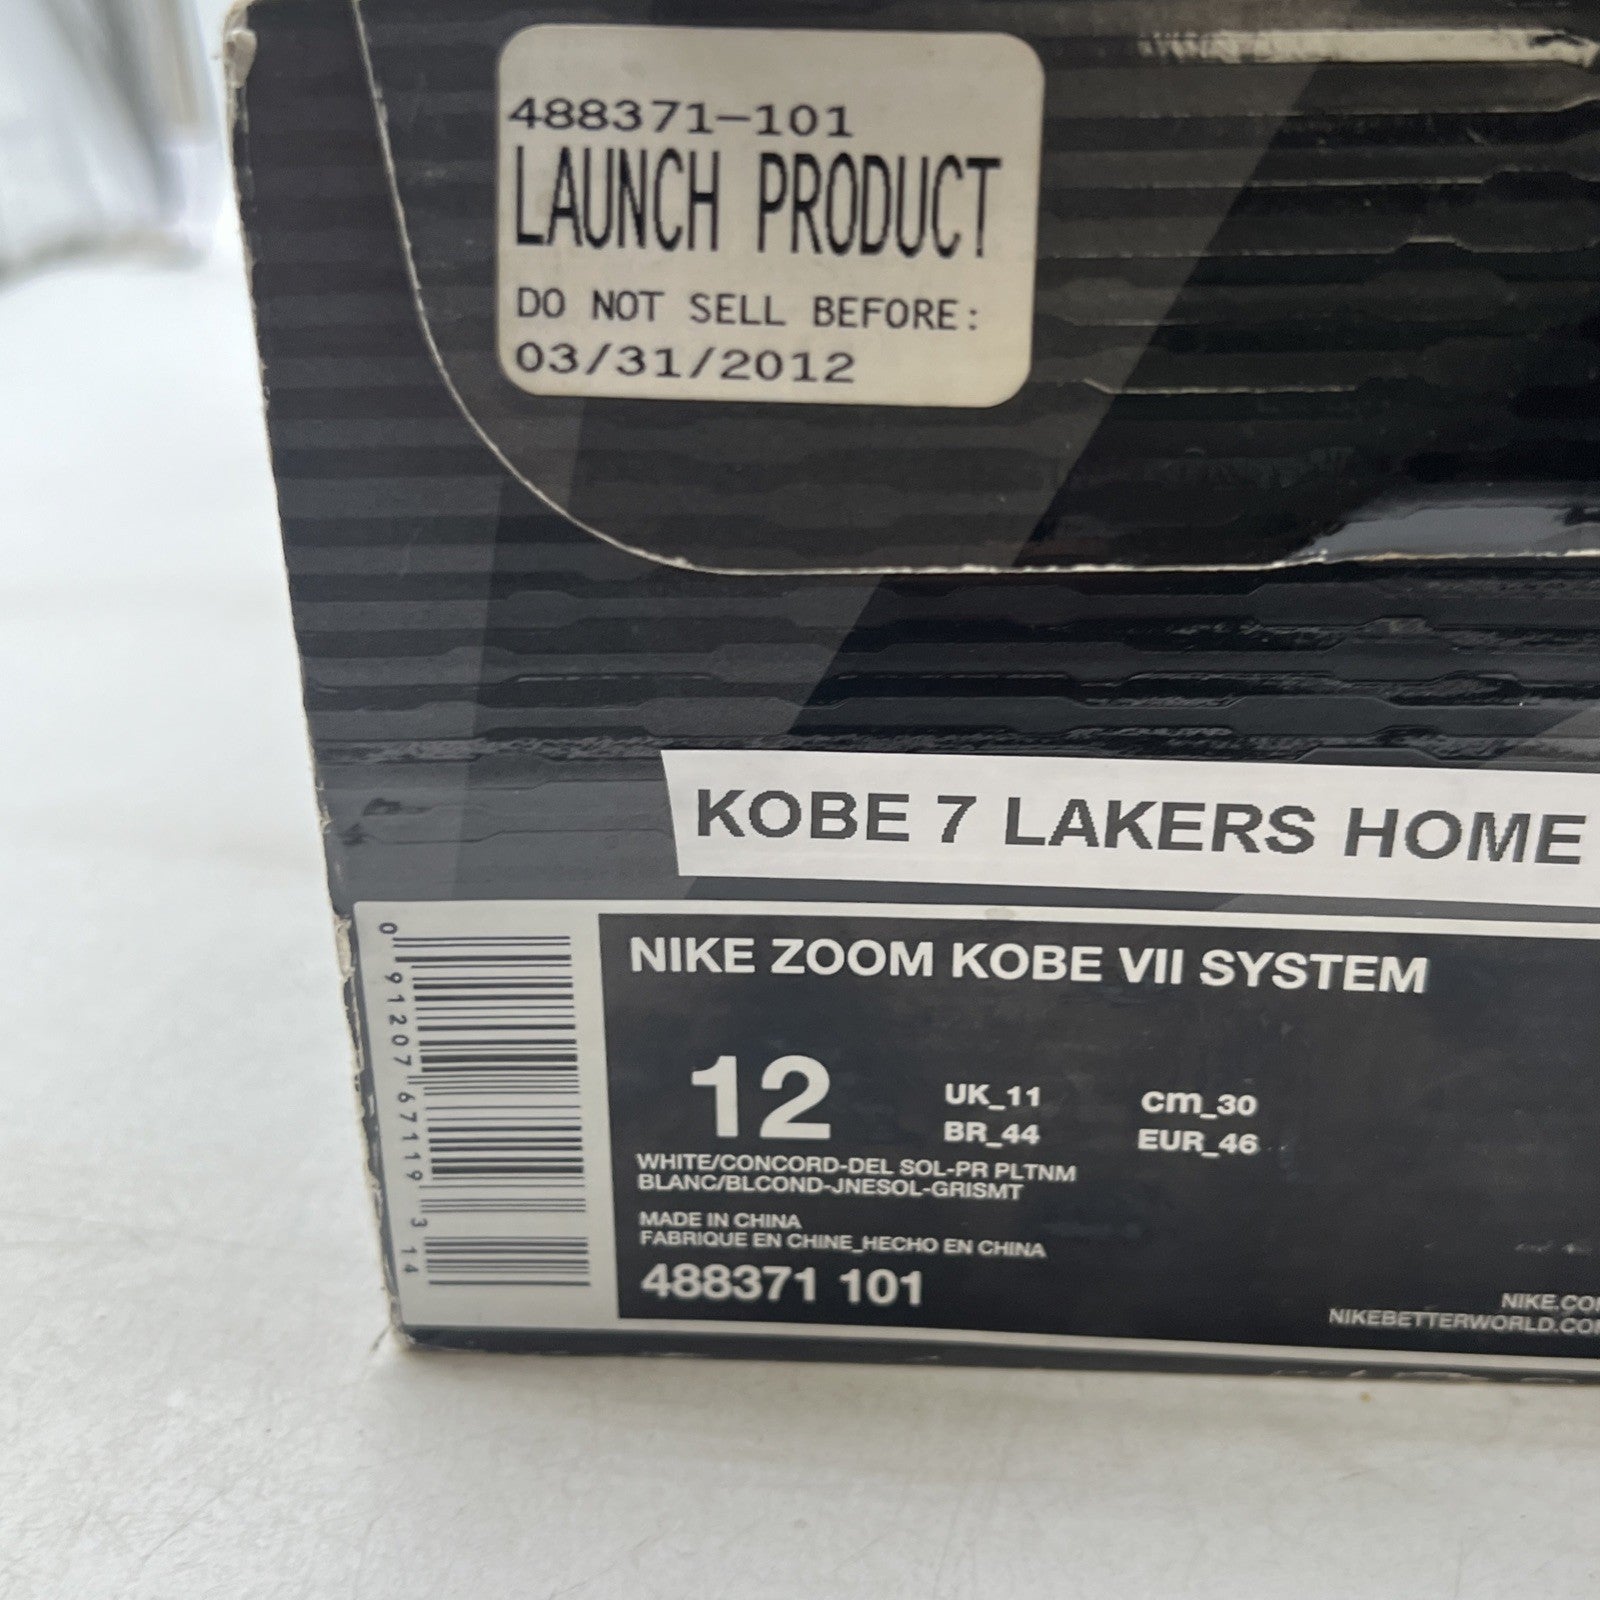 488371-101
LAUNCH PRODUCT
DO NOT SELL BEFORE:
03/31/2012
KOBE 7 LAKERS HOME
0 91207 67119 3 14
NIKE ZOOM KOBE VII SYSTEM
12
UK_11 cm_30
BR_44 EUR_46
WHITE/CONCORD-DEL SOL-PR PLTNM
BLANC/BLCOND-JNESOL-GRISMT
MADE IN CHINA
FABRIQUE EN CHINE_HECHO EN CHINA
488371 101
NIKE.CO
NIKEBETTERWORLD.CO